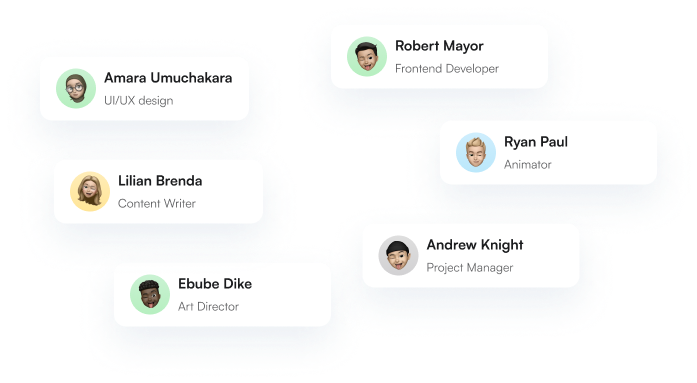 Robert Mayor
Frontend Developer
Amara Umuchakara
UI/UX design
Ryan Paul
Animator
Lilian Brenda
Content Writer
Andrew Knight
Project Manager
Ebube Dike
Art Director